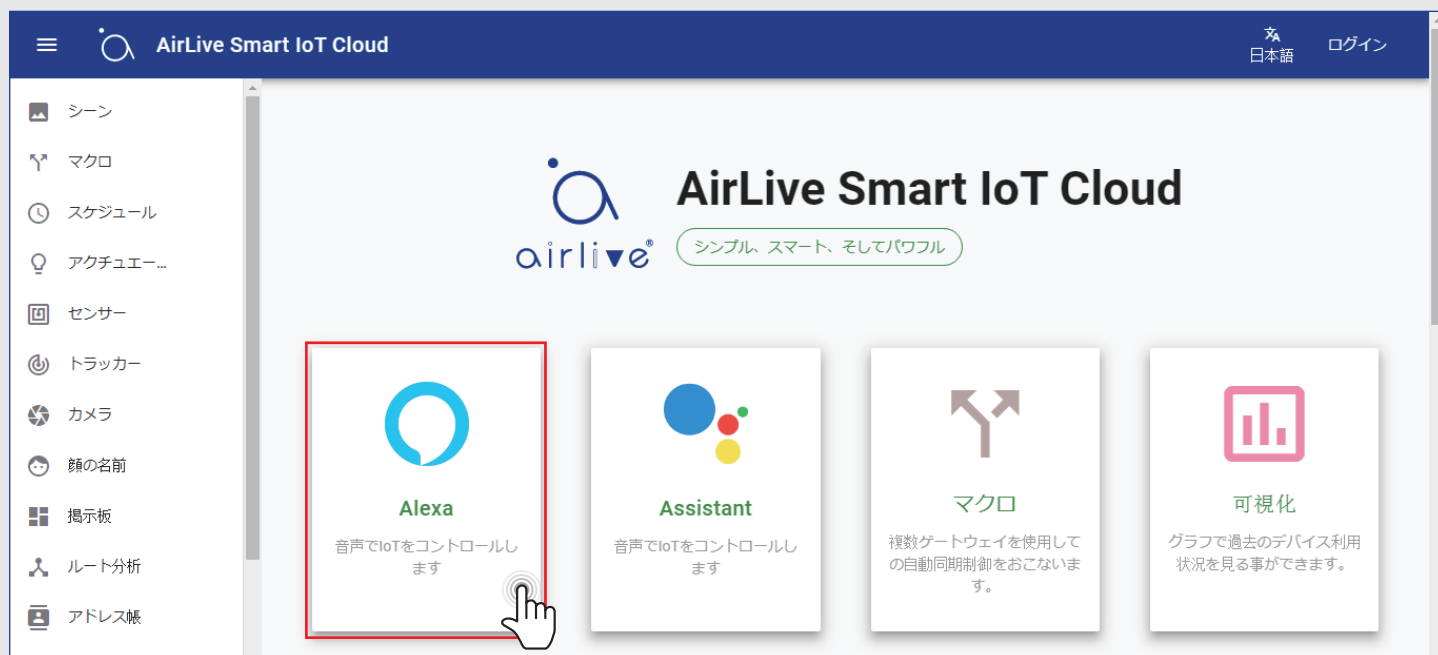 AirLive Smart IoT Cloud
日本語
ログイン
シーン
マクロ
スケジュール
アクチュエー...
センサー
トラッカー
カメラ
顔の名前
掲示板
ルート分析
アドレス帳
airlive®
AirLive Smart IoT Cloud
シンプル、スマート、そしてパワフル
Alexa
音声でIoTをコントロールし
ます
Assistant
音声でIoTをコントロールし
ます
マクロ
複数ゲートウェイを使用して
の自動同期制御をおこないま
す。
可視化
グラフで過去のデバイス利用
状況を見る事ができます。